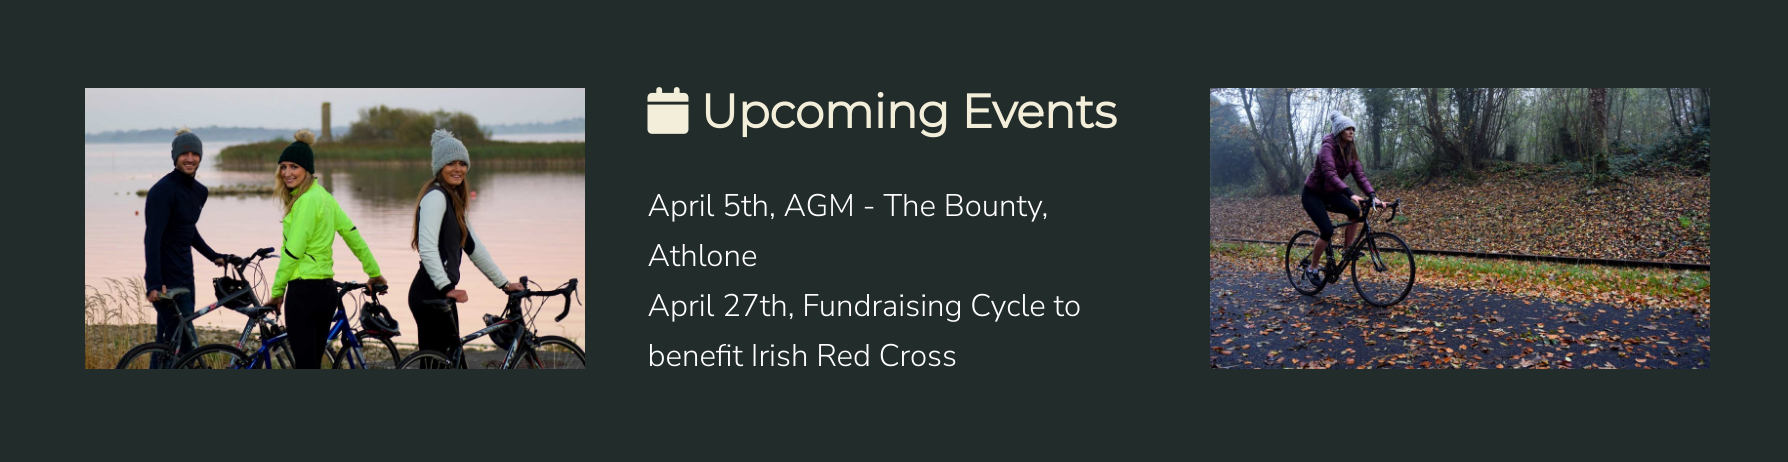 Upcoming Events
April 5th, AGM - The Bounty,
Athlone
April 27th, Fundraising Cycle to
benefit Irish Red Cross